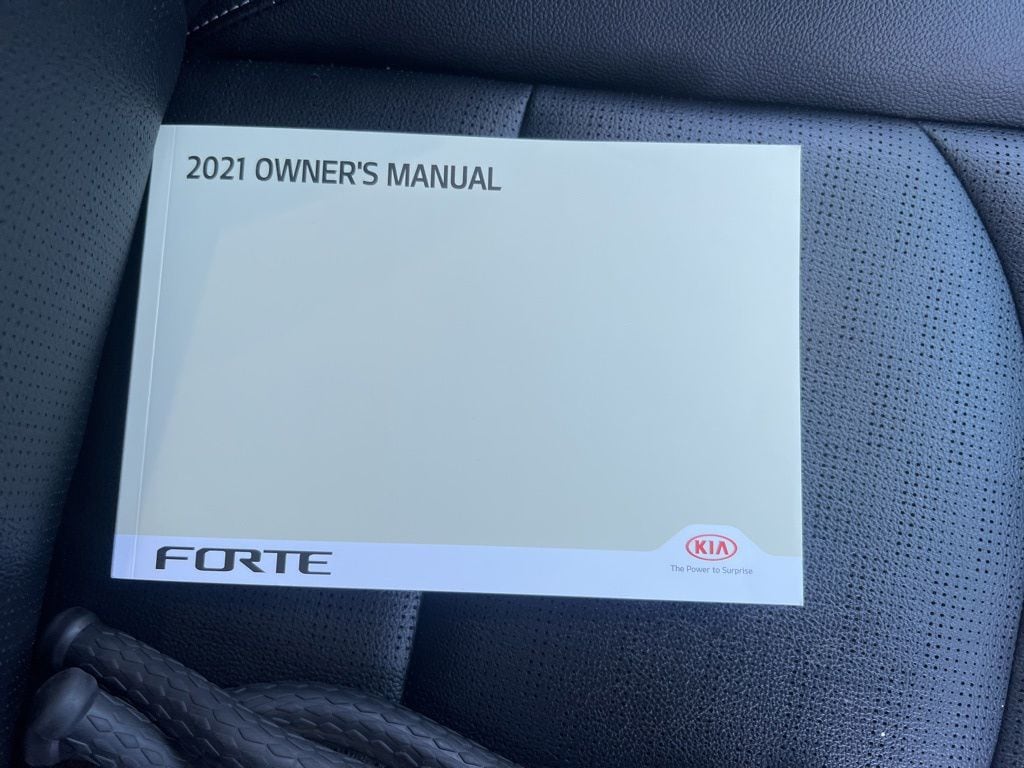 2021 OWNER'S MANUAL
FORTE
KIA
The Power to Surprise